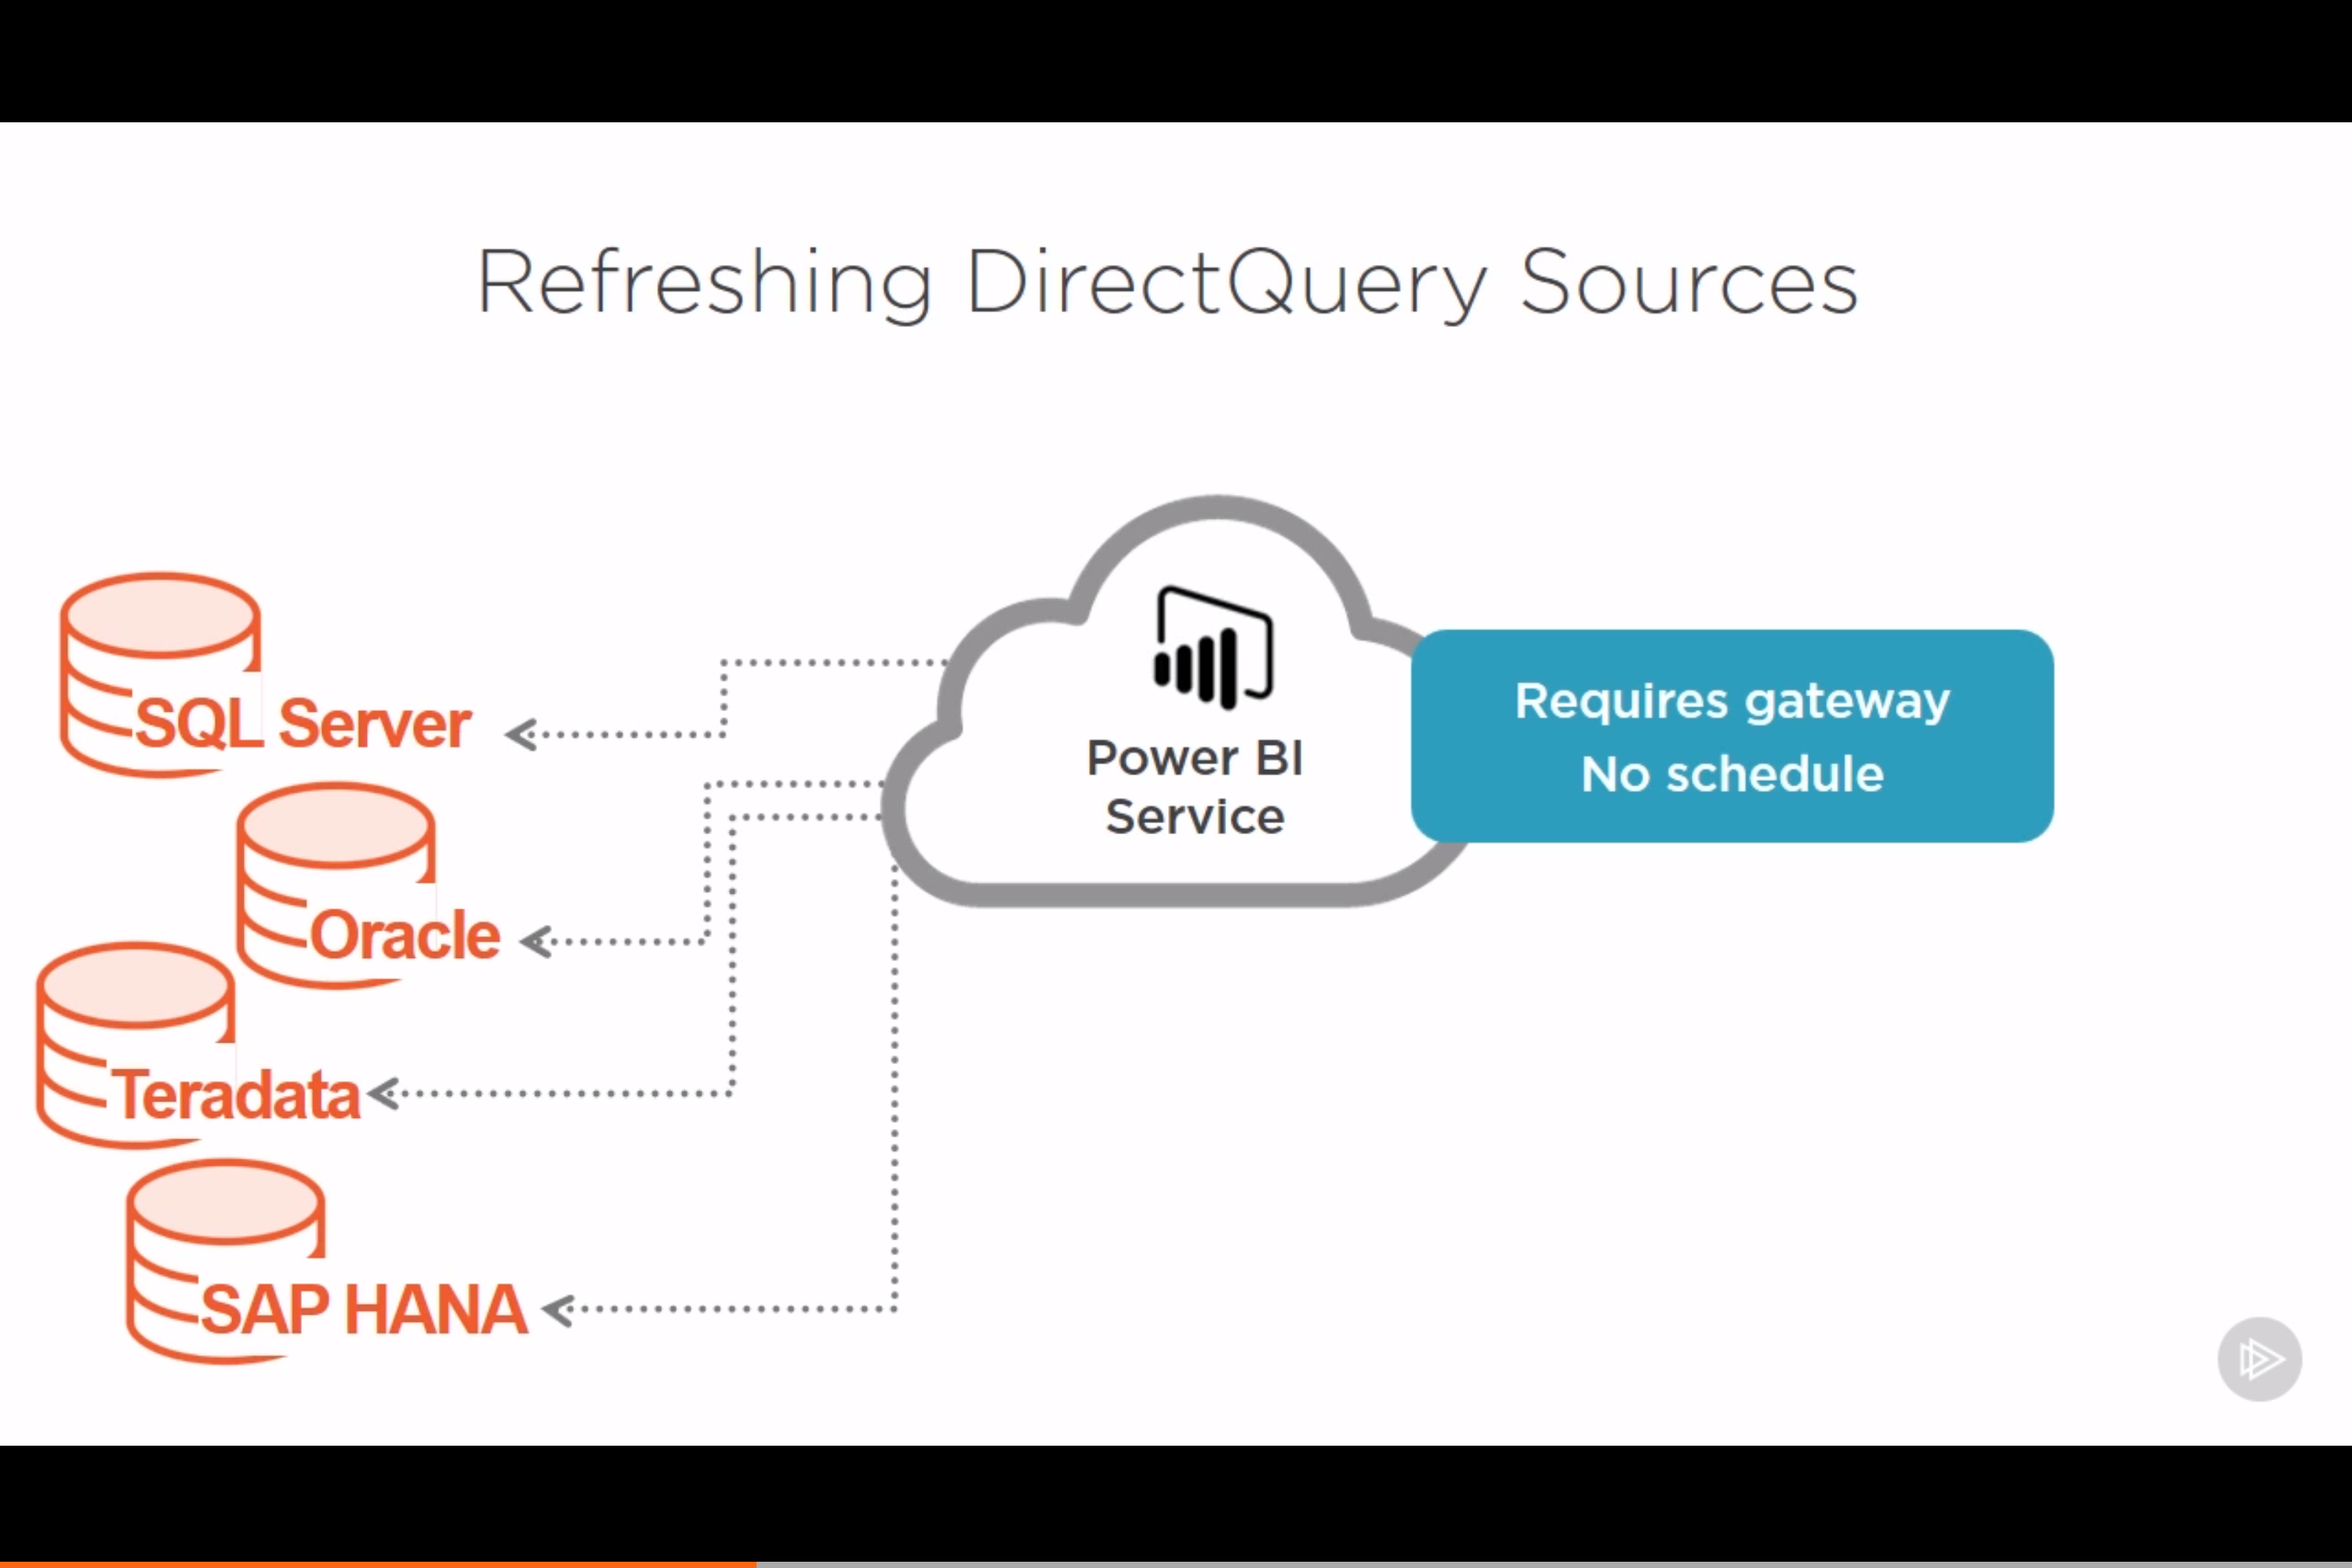 Refreshing DirectQuery Sources
SQL Server
Oracle
Teradata
SAP HANA
Power BI
Service
Requires gateway
No schedule